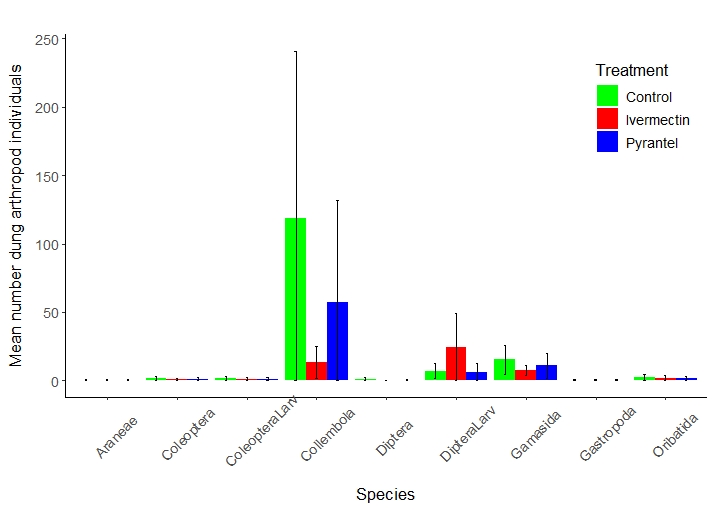 Mean number dung arthropod individuals
250
200
150
100
50
0
Treatment
Control
Ivermectin
Pyrantel
Araneae
Coleoptera
ColeopteraLarv
Collembola
Diptera
DipteraLarv
Gamasida
Gastropoda
Oribatida
Species